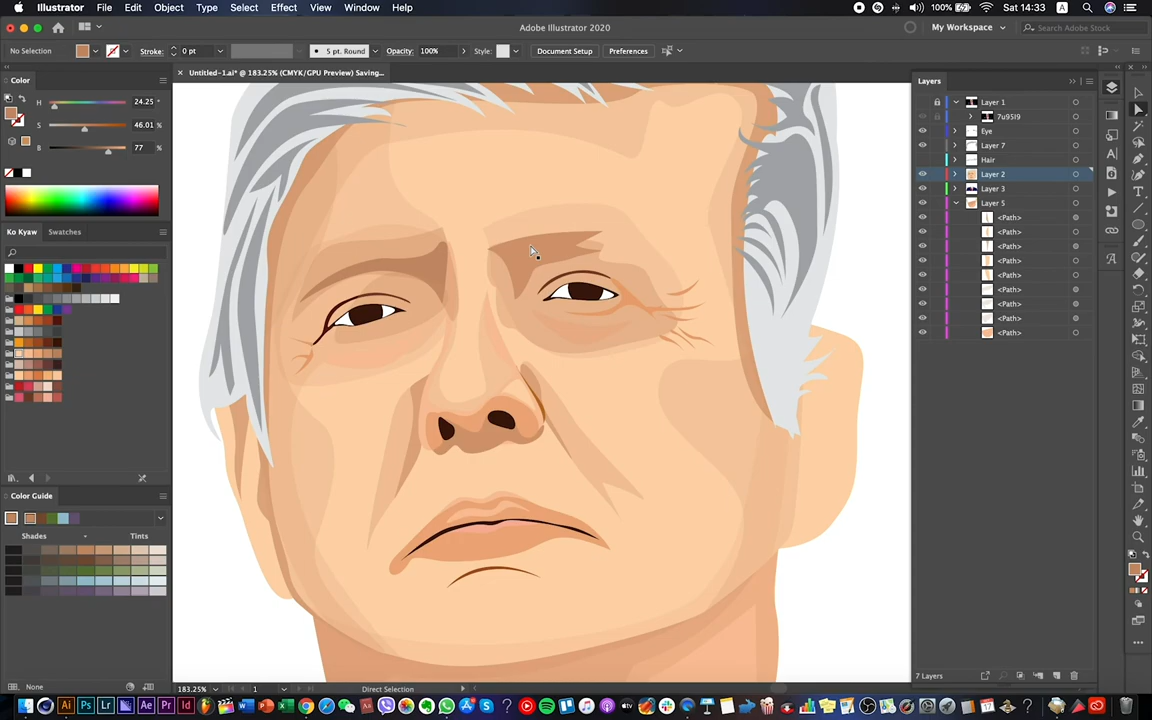 Illustrator File Edit Object Type Select Effect View Window Help
100% Sat 14:33
Adobe Illustrator 2020
My Workspace
Search Adobe Stock
No Selection Stroke: 0 pt 5 pt. Round Opacity: 100% Style: Document Setup Preferences
Untitled-1.ai* @ 183.25% (CMYK/GPU Preview) Saving...
Color
H 24.25 °
S 46.01 %
B 77 %
Ko Kyaw Swatches
Color Guide
Shades Tints
None
Layers
Layer 1
7u95I9
Eye
Layer 7
Hair
Layer 2
Layer 3
Layer 5
<Path>
<Path>
<Path>
<Path>
<Path>
<Path>
<Path>
<Path>
<Path>
7 Layers
183.25% 1 Direct Selection